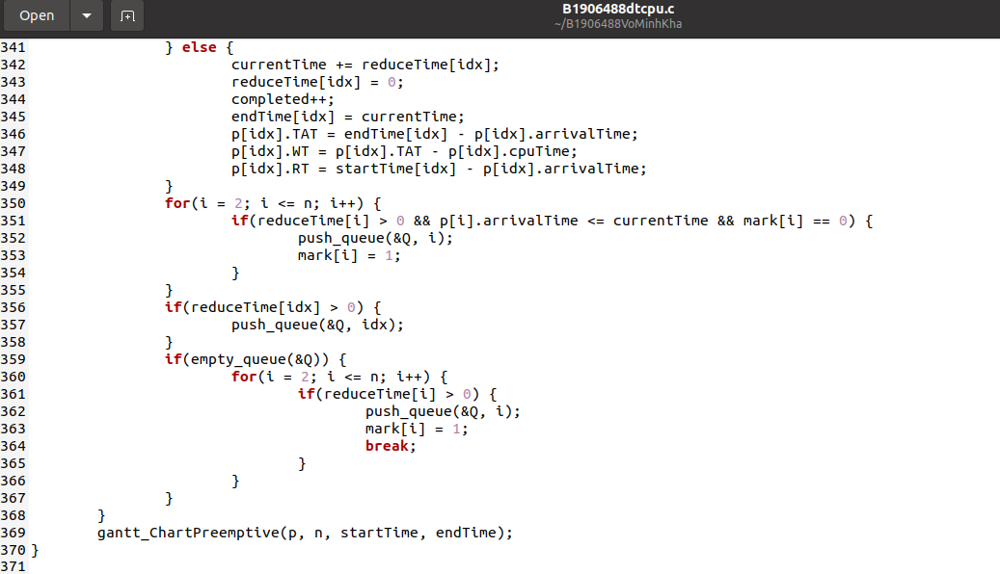 Open
B1906488dtcpu.c
~/B1906488VoMinhKha
341                 } else {
342                         currentTime += reduceTime[idx];
343                         reduceTime[idx] = 0;
344                         completed++;
345                         endTime[idx] = currentTime;
346                         p[idx].TAT = endTime[idx] - p[idx].arrivalTime;
347                         p[idx].WT = p[idx].TAT - p[idx].cpuTime;
348                         p[idx].RT = startTime[idx] - p[idx].arrivalTime;
349                 }
350                 for(i = 2; i <= n; i++) {
351                         if(reduceTime[i] > 0 && p[i].arrivalTime <= currentTime && mark[i] == 0) {
352                                 push_queue(&Q, i);
353                                 mark[i] = 1;
354                         }
355                 }
356                 if(reduceTime[idx] > 0) {
357                         push_queue(&Q, idx);
358                 }
359                 if(empty_queue(&Q)) {
360                         for(i = 2; i <= n; i++) {
361                                 if(reduceTime[i] > 0) {
362                                         push_queue(&Q, i);
363                                         mark[i] = 1;
364                                         break;
365                                 }
366                         }
367                 }
368         }
369         gantt_ChartPreemptive(p, n, startTime, endTime);
370 }
371